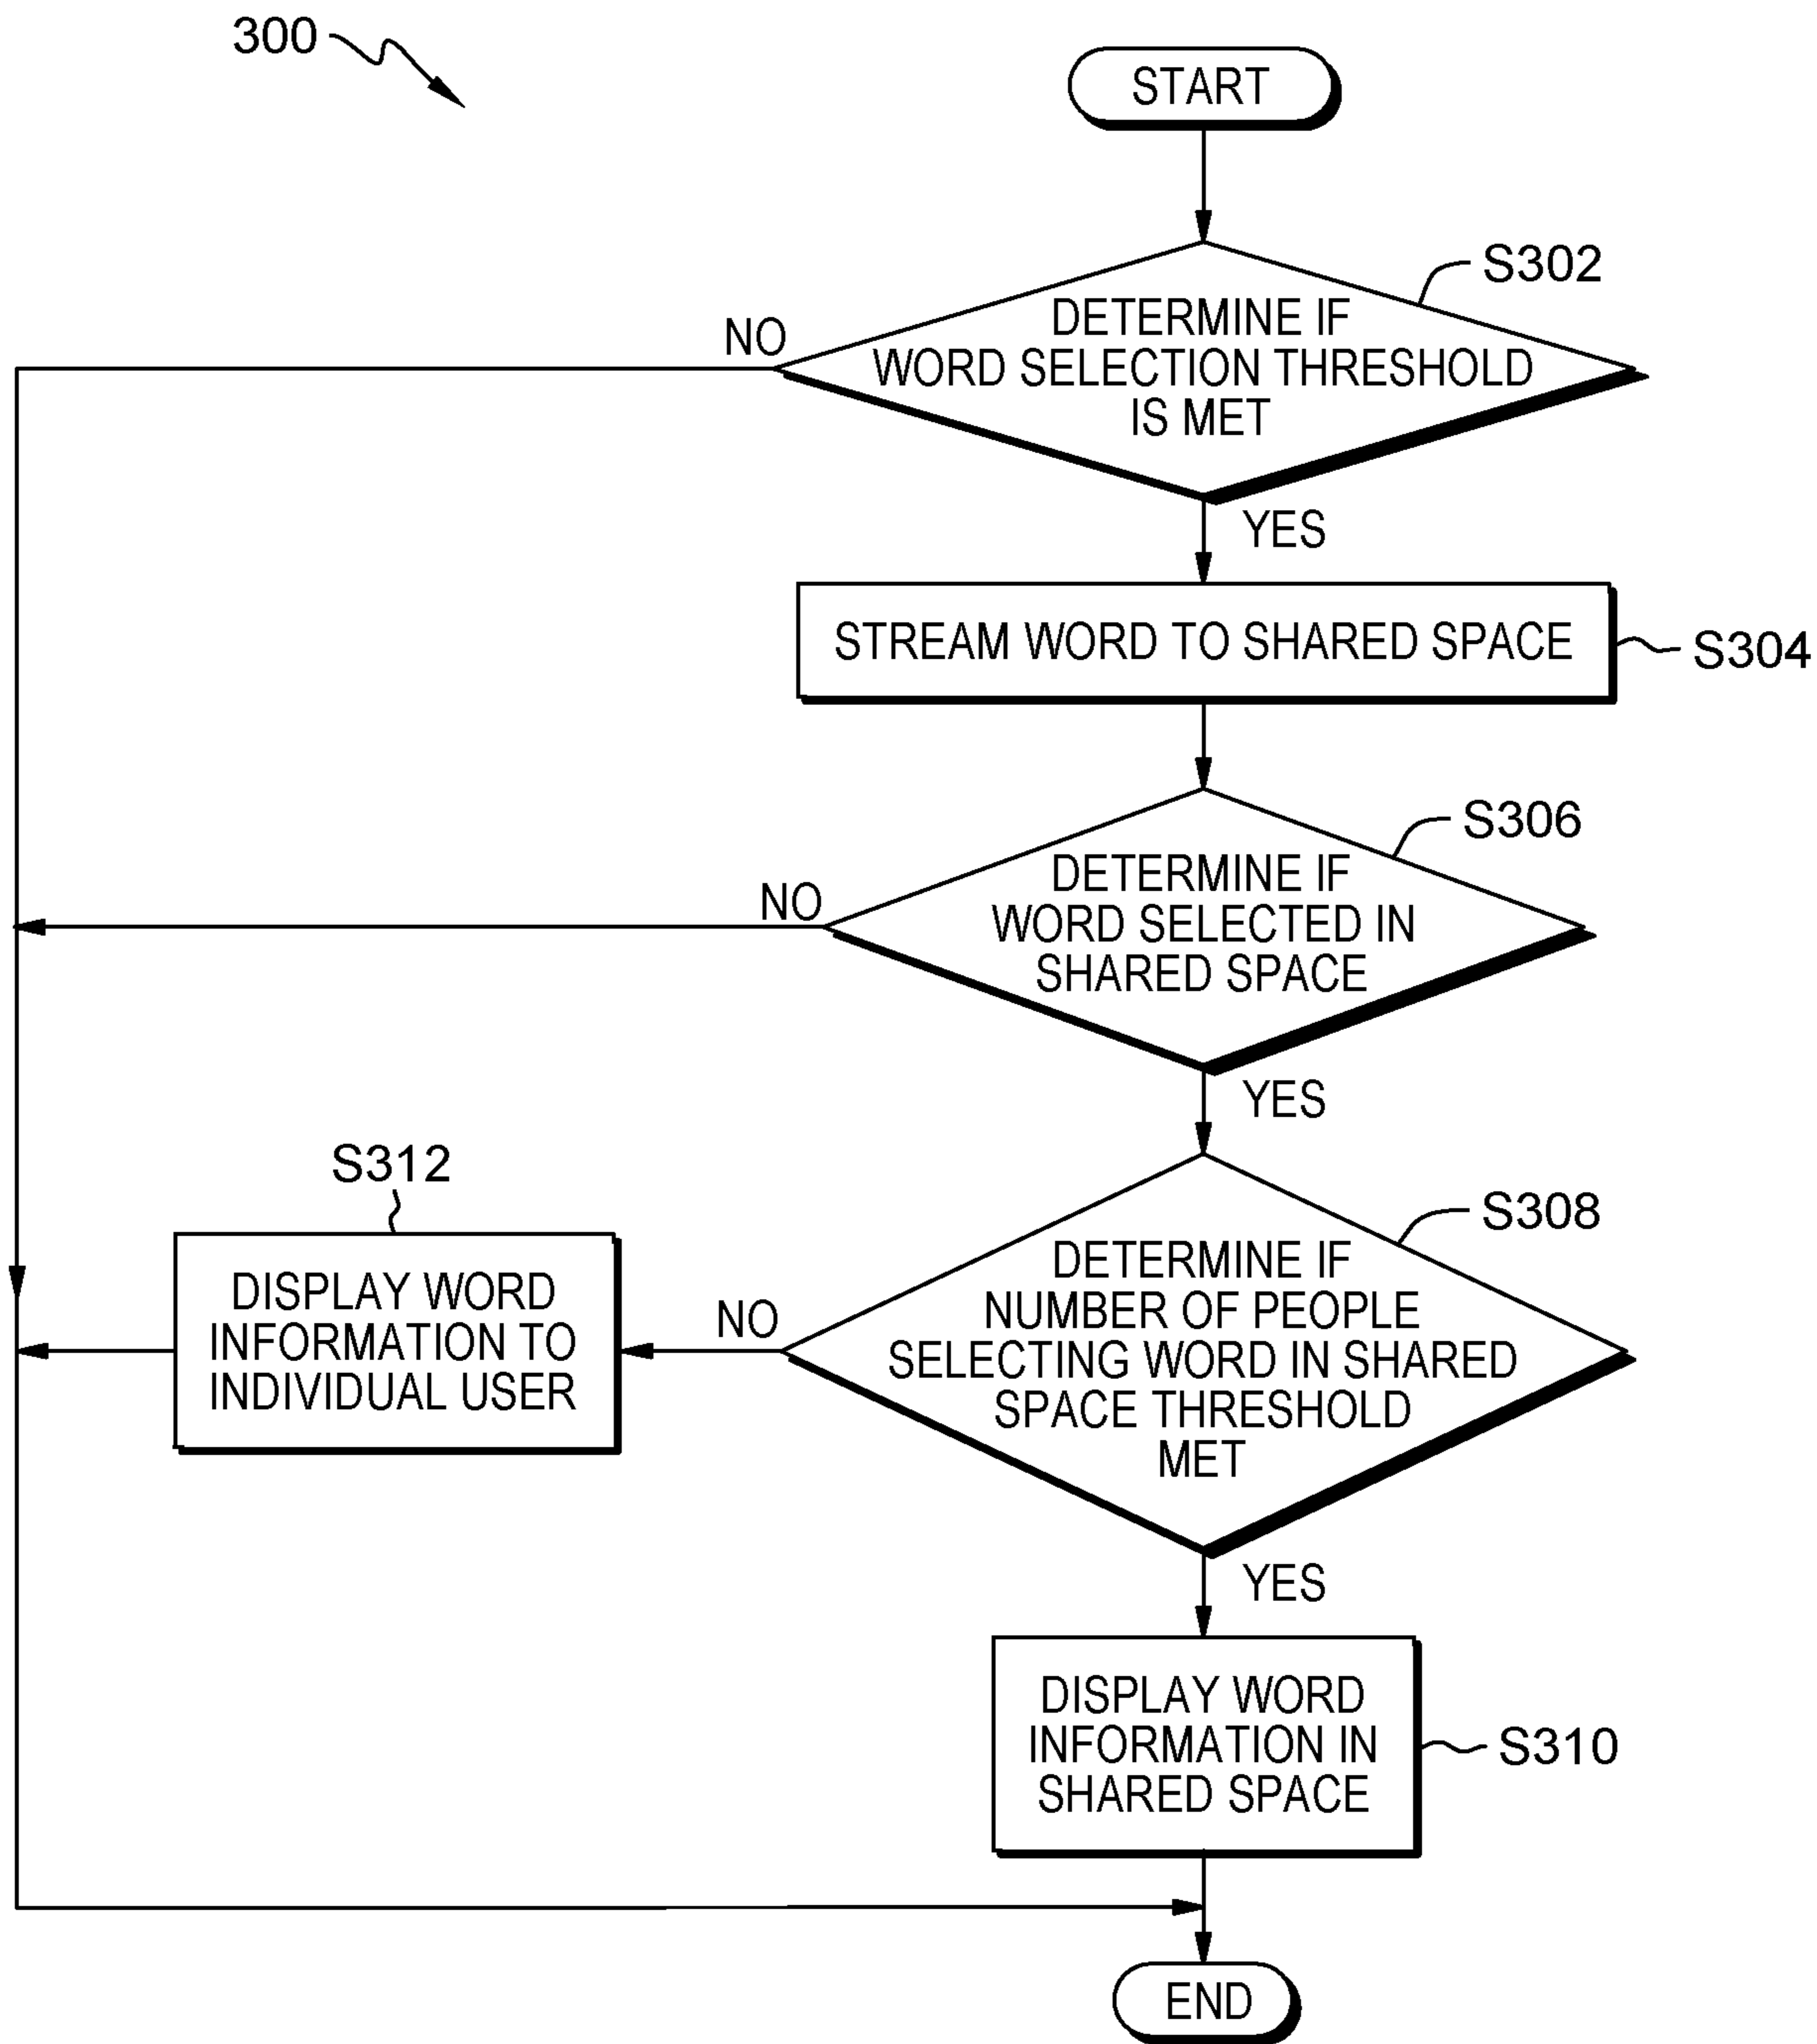 300
START
S302
DETERMINE IF
NO
WORD SELECTION THRESHOLD
IS MET
YES
STREAM WORD TO SHARED SPACE
S304
S306
DETERMINE IF
NO
WORD SELECTED IN
SHARED SPACE
YES
S312
S308
DISPLAY WORD
INFORMATION TO
INDIVIDUAL USER
NO
DETERMINE IF
NUMBER OF PEOPLE
SELECTING WORD IN SHARED
SPACE THRESHOLD
MET
YES
DISPLAY WORD
INFORMATION IN
SHARED SPACE
S310
END